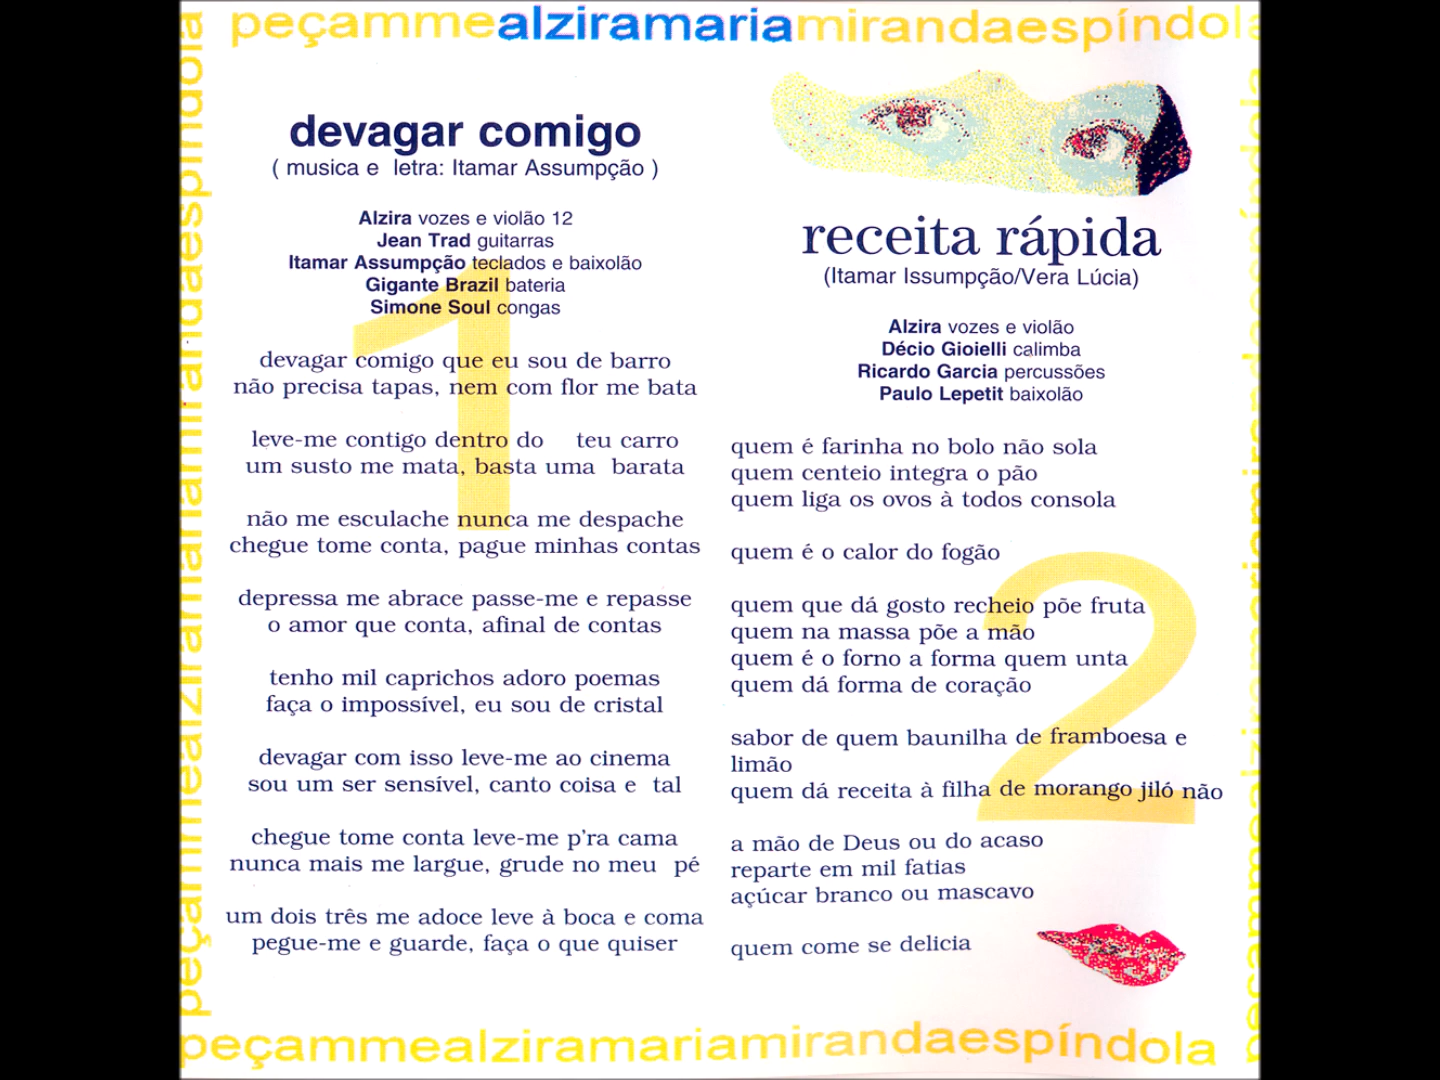 peçammealziramariamirandaespíndola
devagar comigo
( musica e letra: Itamar Assumpção )
Alzira vozes e violão 12
Jean Trad guitarras
Itamar Assumpção teclados e baixolão
Gigante Brazil bateria
Simone Soul congas
1
devagar comigo que eu sou de barro
não precisa tapas, nem com flor me bata
leve-me contigo dentro do teu carro
um susto me mata, basta uma barata
não me esculache nunca me despache
chegue tome conta, pague minhas contas
depressa me abrace passe-me e repasse
o amor que conta, afinal de contas
tenho mil caprichos adoro poemas
faça o impossível, eu sou de cristal
devagar com isso leve-me ao cinema
sou um ser sensível, canto coisa e tal
chegue tome conta leve-me p'ra cama
nunca mais me largue, grude no meu pé
um dois três me adoce leve à boca e coma
pegue-me e guarde, faça o que quiser
receita rápida
(Itamar Issumpção/Vera Lúcia)
Alzira vozes e violão
Décio Gioielli calimba
Ricardo Garcia percussões
Paulo Lepetit baixolão
quem é farinha no bolo não sola
quem centeio integra o pão
quem liga os ovos à todos consola
quem é o calor do fogão
2
quem que dá gosto recheio põe fruta
quem na massa põe a mão
quem é o forno a forma quem unta
quem dá forma de coração
sabor de quem baunilha de framboesa e
limão
quem dá receita à filha de morango jiló não
a mão de Deus ou do acaso
reparte em mil fatias
açúcar branco ou mascavo
quem come se delicia
peçammealziramariamirandaespíndola
peçammealziramariamirandaespíndola
peçammealziramariamirandaespíndola